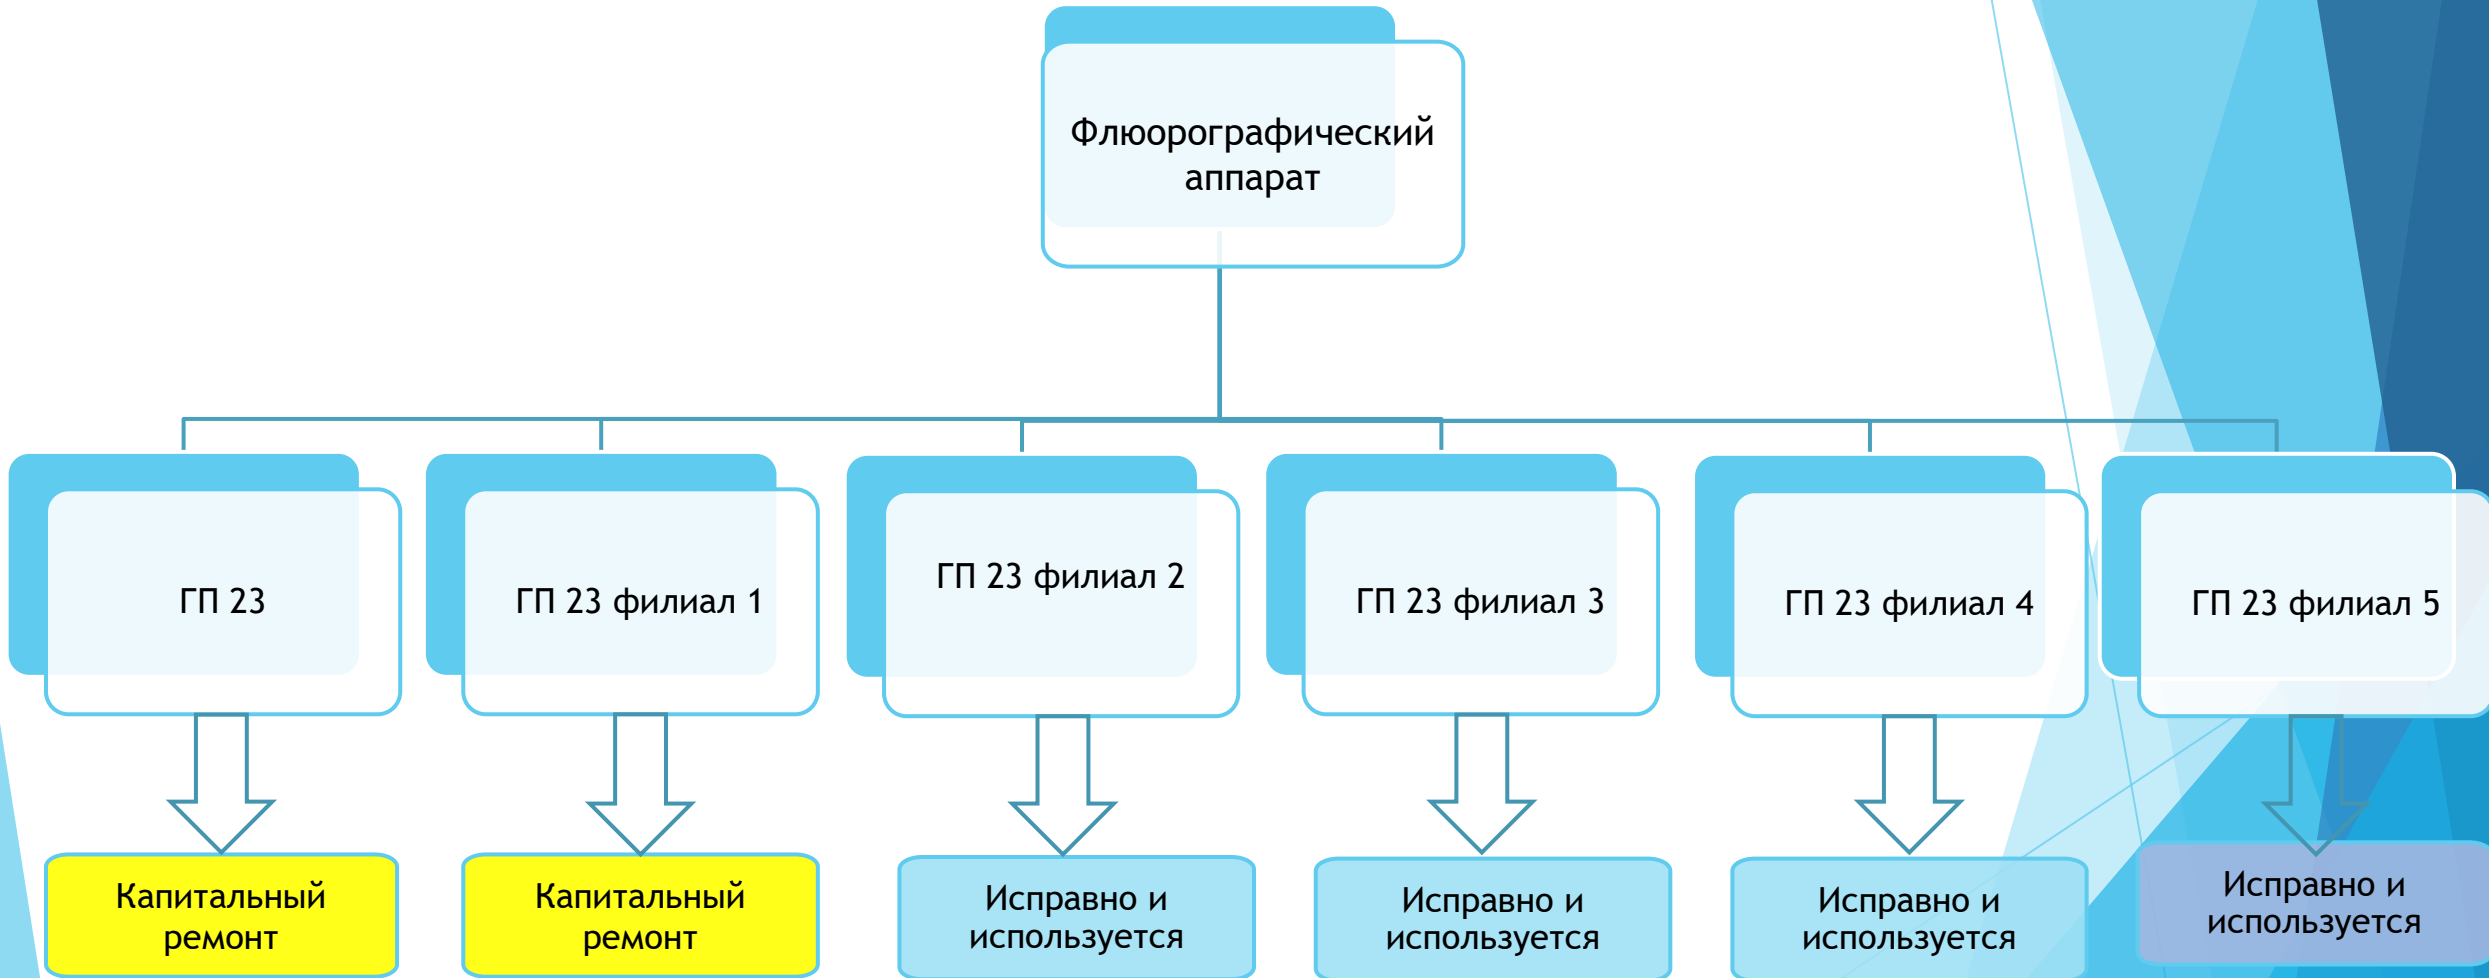 Флюорографический
аппарат
ГП 23
ГП 23 филиал 1
ГП 23 филиал 2
ГП 23 филиал 3
ГП 23 филиал 4
ГП 23 филиал 5
Капитальный
ремонт
Капитальный
ремонт
Исправно и
используется
Исправно и
используется
Исправно и
используется
Исправно и
используется